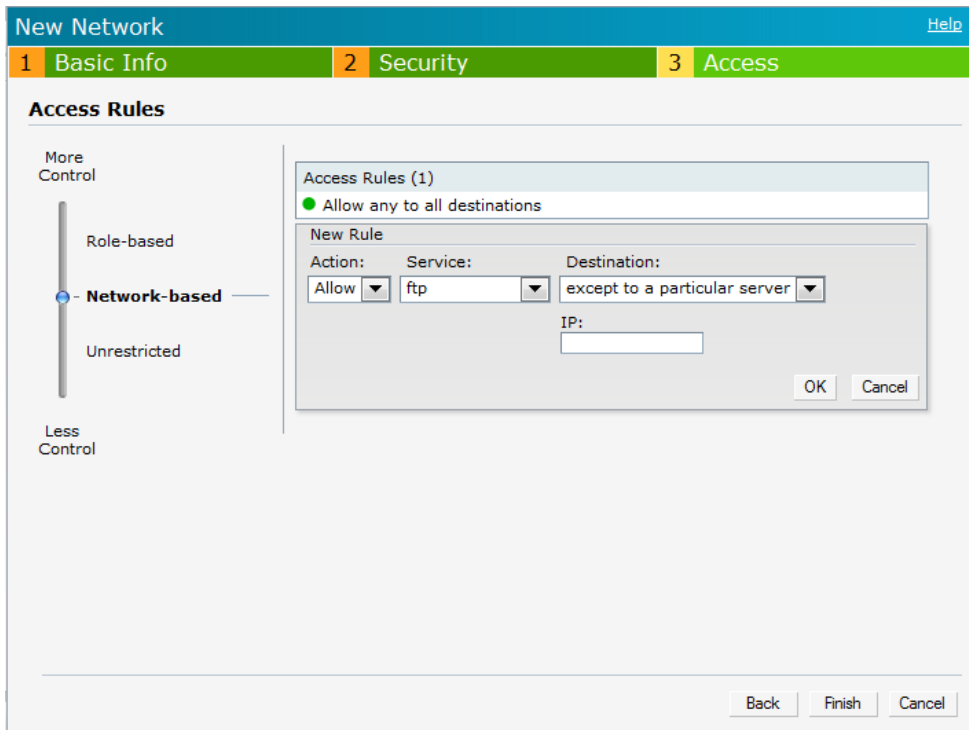 New Network Help
1 Basic Info 2 Security 3 Access
Access Rules
More
Control
Role-based
Network-based
Unrestricted
Less
Control
Access Rules (1)
Allow any to all destinations
New Rule
Action: Service: Destination:
Allow ftp except to a particular server
IP:
OK Cancel
Back Finish Cancel